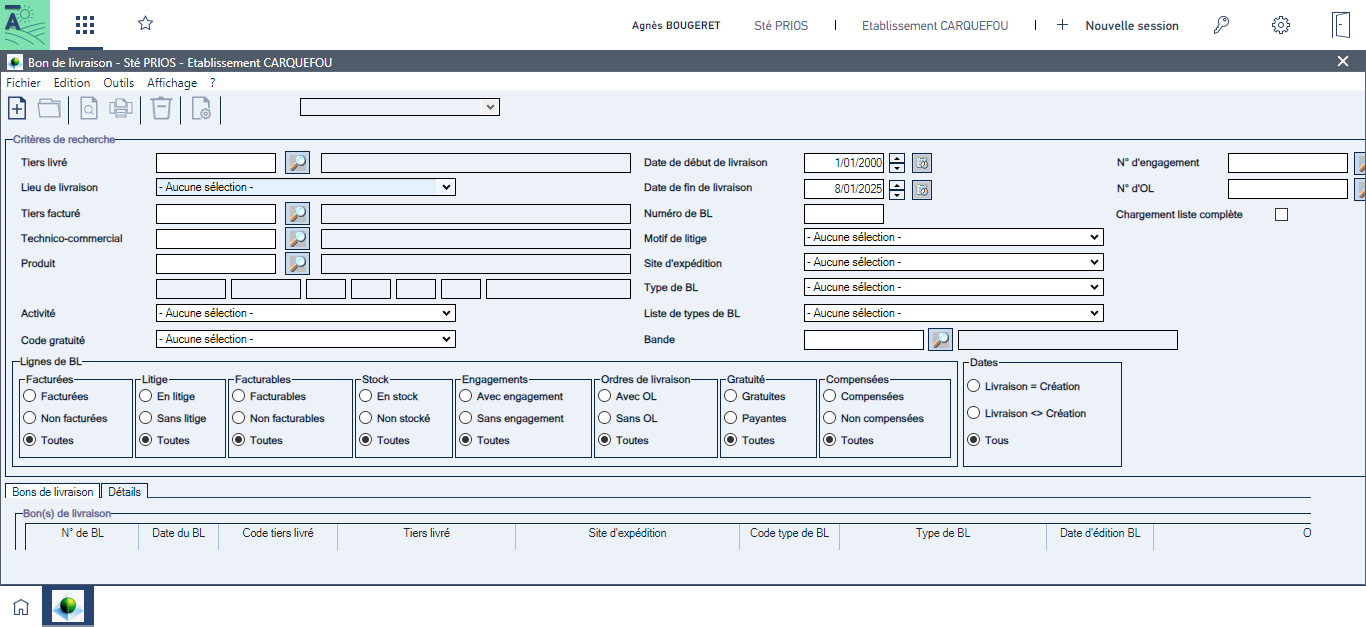 Agnès BOUGERET Sté PRIOS | Etablissement CARQUEFOU | + Nouvelle session
Bon de livraison - Sté PRIOS - Etablissement CARQUEFOU
Fichier Edition Outils Affichage ?
Critères de recherche
Tiers livré Date de début de livraison 1/01/2000 N° d'engagement
Lieu de livraison - Aucune sélection - Date de fin de livraison 8/01/2025 N° d'OL
Tiers facturé Numéro de BL Chargement liste complète
Technico-commercial Motif de litige - Aucune sélection -
Produit Site d'expédition - Aucune sélection -
Type de BL - Aucune sélection -
Activité - Aucune sélection - Liste de types de BL - Aucune sélection -
Code gratuité - Aucune sélection - Bande
Lignes de BL Dates
Facturées Litige Facturables Stock Engagements Ordres de livraison Gratuité Compensées
Facturées En litige Facturables En stock Avec engagement Avec OL Gratuites Compensées Livraison = Création
Non facturées Sans litige Non facturables Non stocké Sans engagement Sans OL Payantes Non compensées Livraison <> Création
Toutes Toutes Toutes Toutes Toutes Toutes Toutes Toutes Tous
Bons de livraison Détails
Bon(s) de livraison
N° de BL Date du BL Code tiers livré Tiers livré Site d'expédition Code type de BL Type de BL Date d'édition BL O